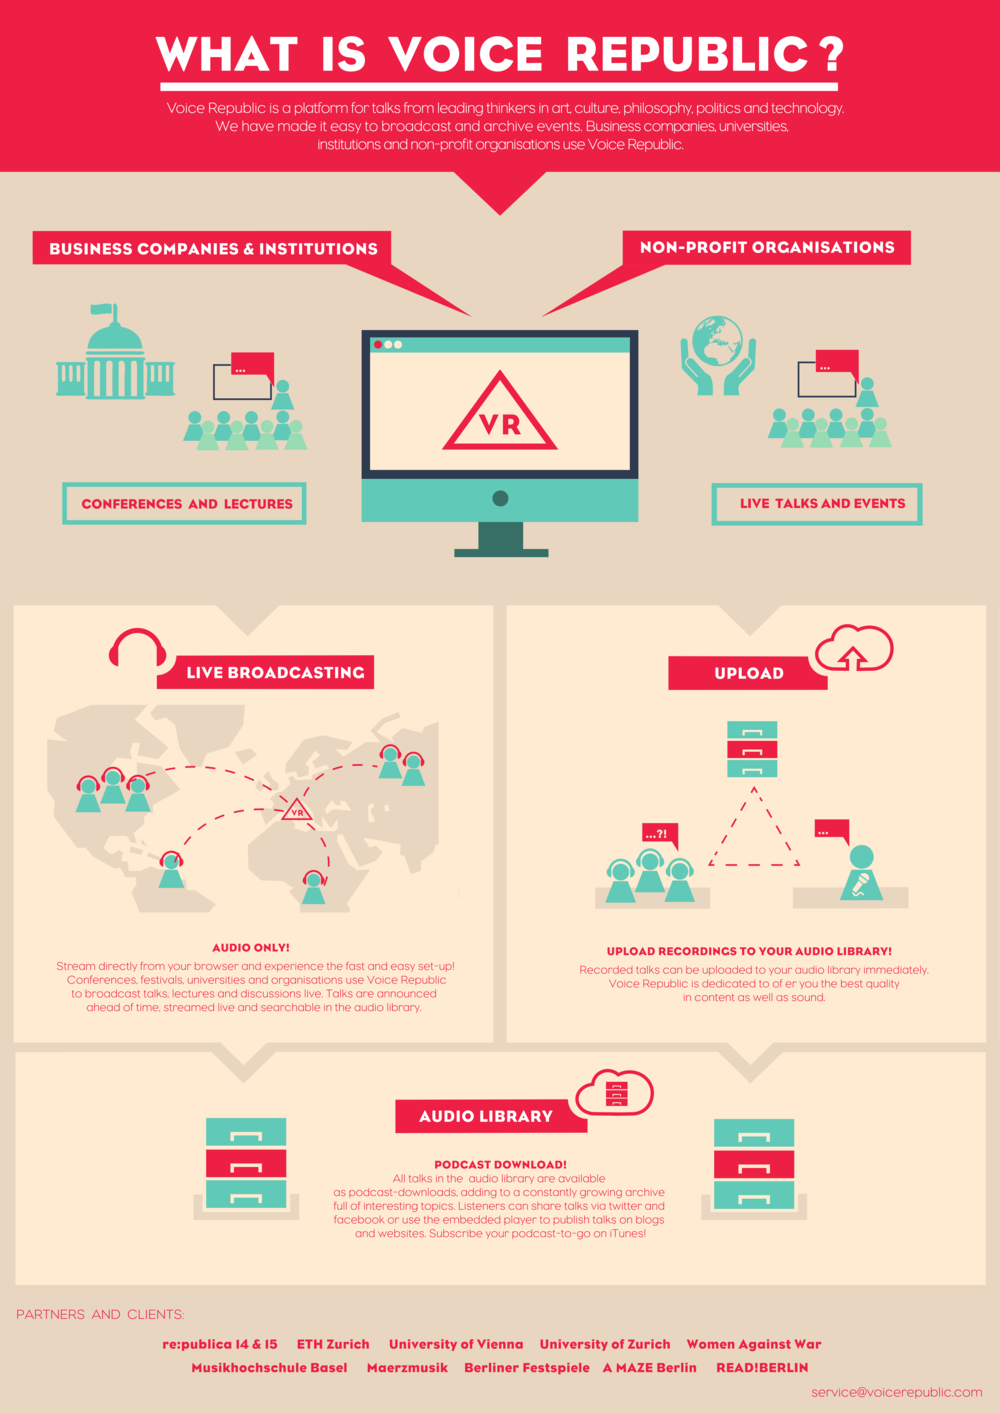 WHAT IS VOICE REPUBLIC?
Voice Republic is a platform for talks from leading thinkers in art, culture, philosophy, politics and technology.
We have made it easy to broadcast and archive events. Business companies, universities,
institutions and non-profit organisations use Voice Republic.
BUSINESS COMPANIES & INSTITUTIONS
NON-PROFIT ORGANISATIONS
...
...
VR
CONFERENCES AND LECTURES
LIVE TALKS AND EVENTS
LIVE BROADCASTING
VR
AUDIO ONLY!
Stream directly from your browser and experience the fast and easy set-up!
Conferences, festivals, universities and organisations use Voice Republic
to broadcast talks, lectures and discussions live. Talks are announced
ahead of time, streamed live and searchable in the audio library.
UPLOAD
...?!
...
UPLOAD RECORDINGS TO YOUR AUDIO LIBRARY!
Recorded talks can be uploaded to your audio library immediately.
Voice Republic is dedicated to of er you the best quality
in content as well as sound.
AUDIO LIBRARY
PODCAST DOWNLOAD!
All talks in the audio library are available
as podcast-downloads, adding to a constantly growing archive
full of interesting topics. Listeners can share talks via twitter and
facebook or use the embedded player to publish talks on blogs
and websites. Subscribe your podcast-to-go on iTunes!
PARTNERS AND CLIENTS:
re:publica 14 & 15 ETH Zurich University of Vienna University of Zurich Women Against War
Musikhochschule Basel Maerzmusik Berliner Festspiele A MAZE Berlin READ!BERLIN
service@voicerepublic.com